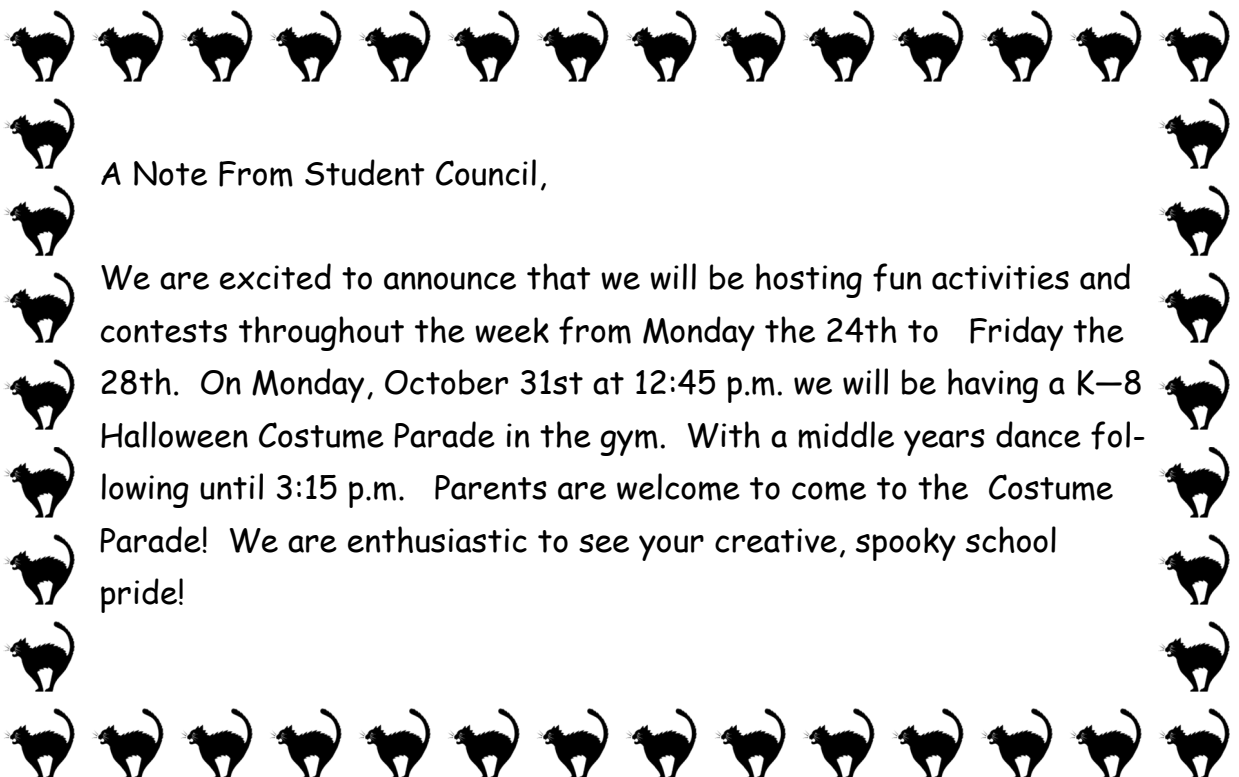 A Note From Student Council,
We are excited to announce that we will be hosting fun activities and
contests throughout the week from Monday the 24th to   Friday the
28th.  On Monday, October 31st at 12:45 p.m. we will be having a K—8
Halloween Costume Parade in the gym.  With a middle years dance fol-
lowing until 3:15 p.m.   Parents are welcome to come to the  Costume
Parade!  We are enthusiastic to see your creative, spooky school
pride!